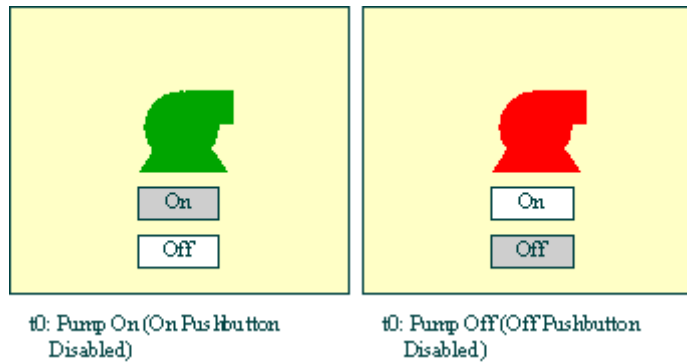 On
Off
t0: Pump On (On Pushbutton
Disabled)
On
Off
t0: Pump Off (Off Pushbutton
Disabled)